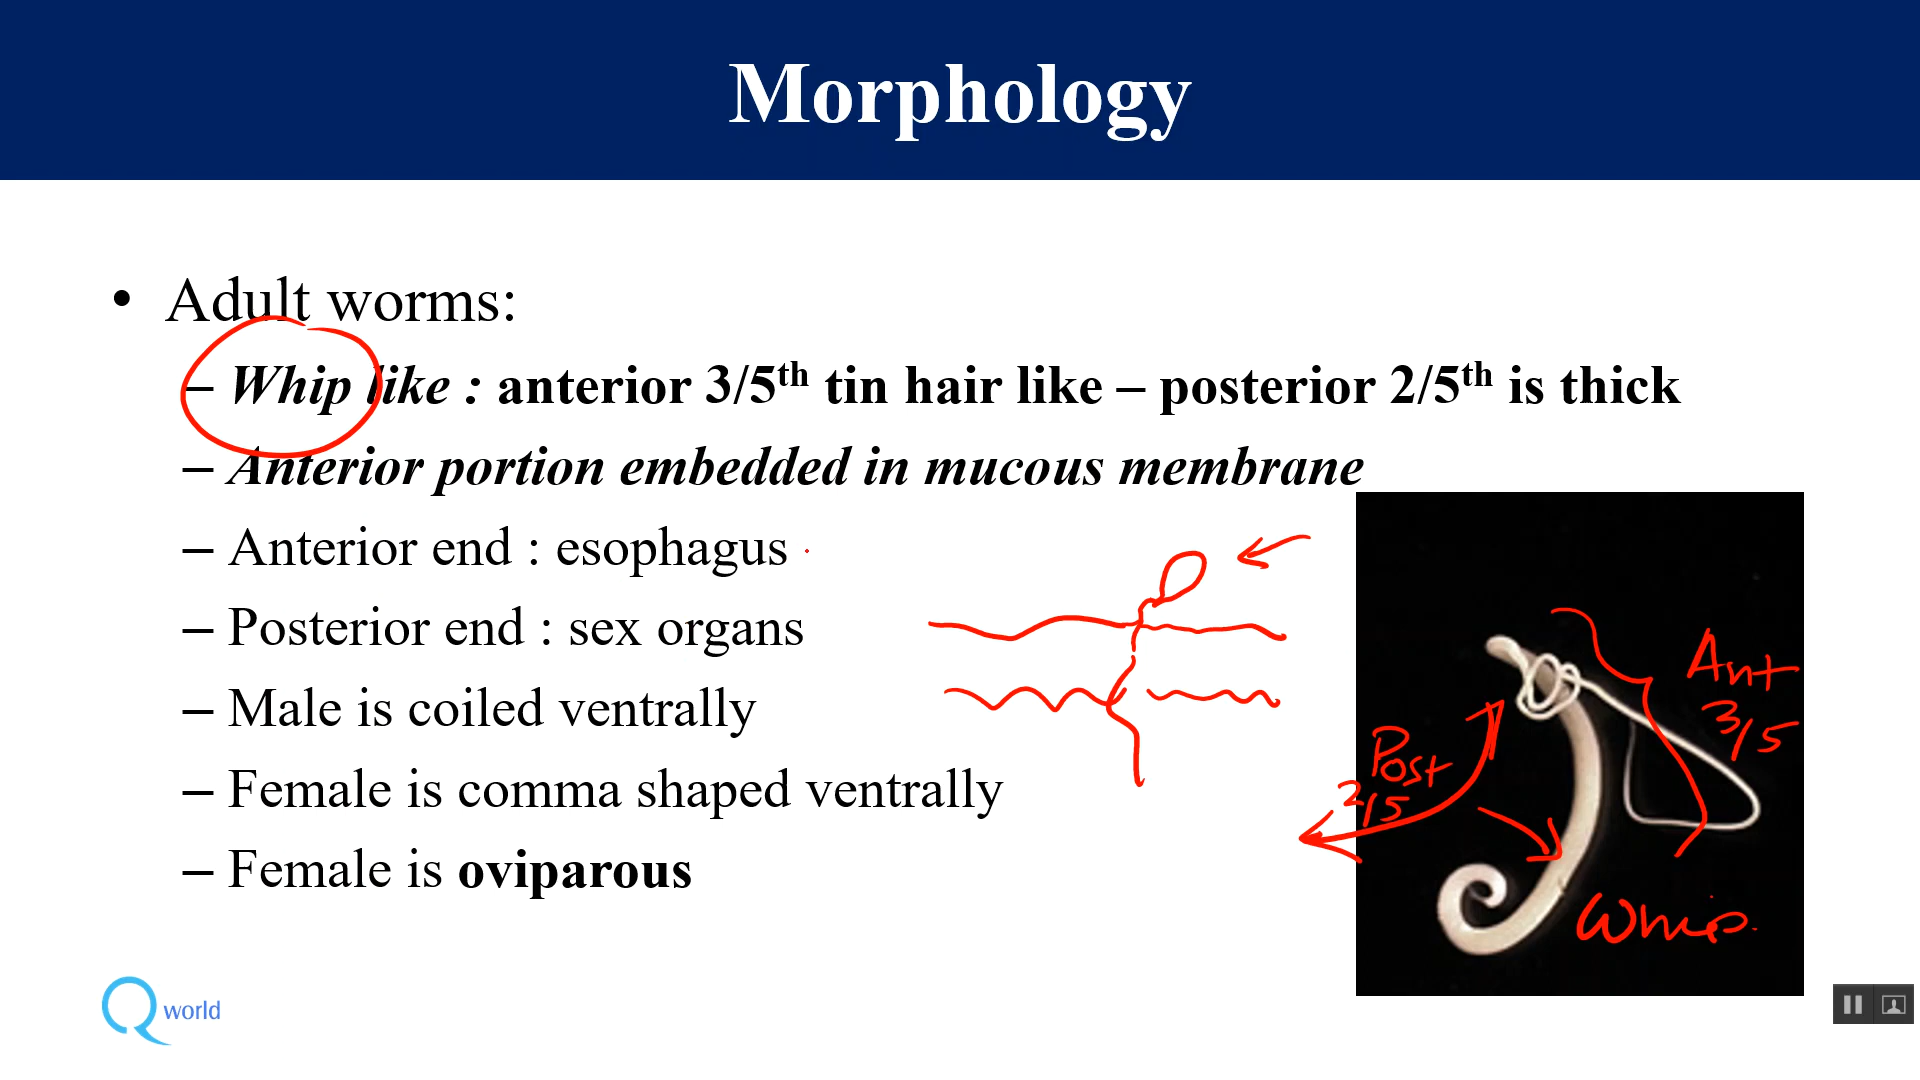 Morphology
• Adult worms:
– Whip like : anterior 3/5th tin hair like – posterior 2/5th is thick
– Anterior portion embedded in mucous membrane
– Anterior end : esophagus
– Posterior end : sex organs
– Male is coiled ventrally
– Female is comma shaped ventrally
– Female is oviparous
Ant
3/5
Post
2/5
Whip.
Q world